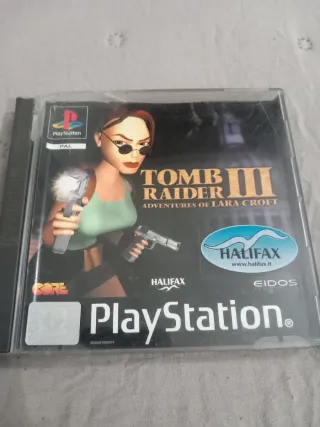 PlayStation
PAL
TOMB
RAIDER III
ADVENTURES OF LARA CROFT
HALIFAX
www.halifax.it
CORE
HALIFAX
EIDOS
PlayStation®